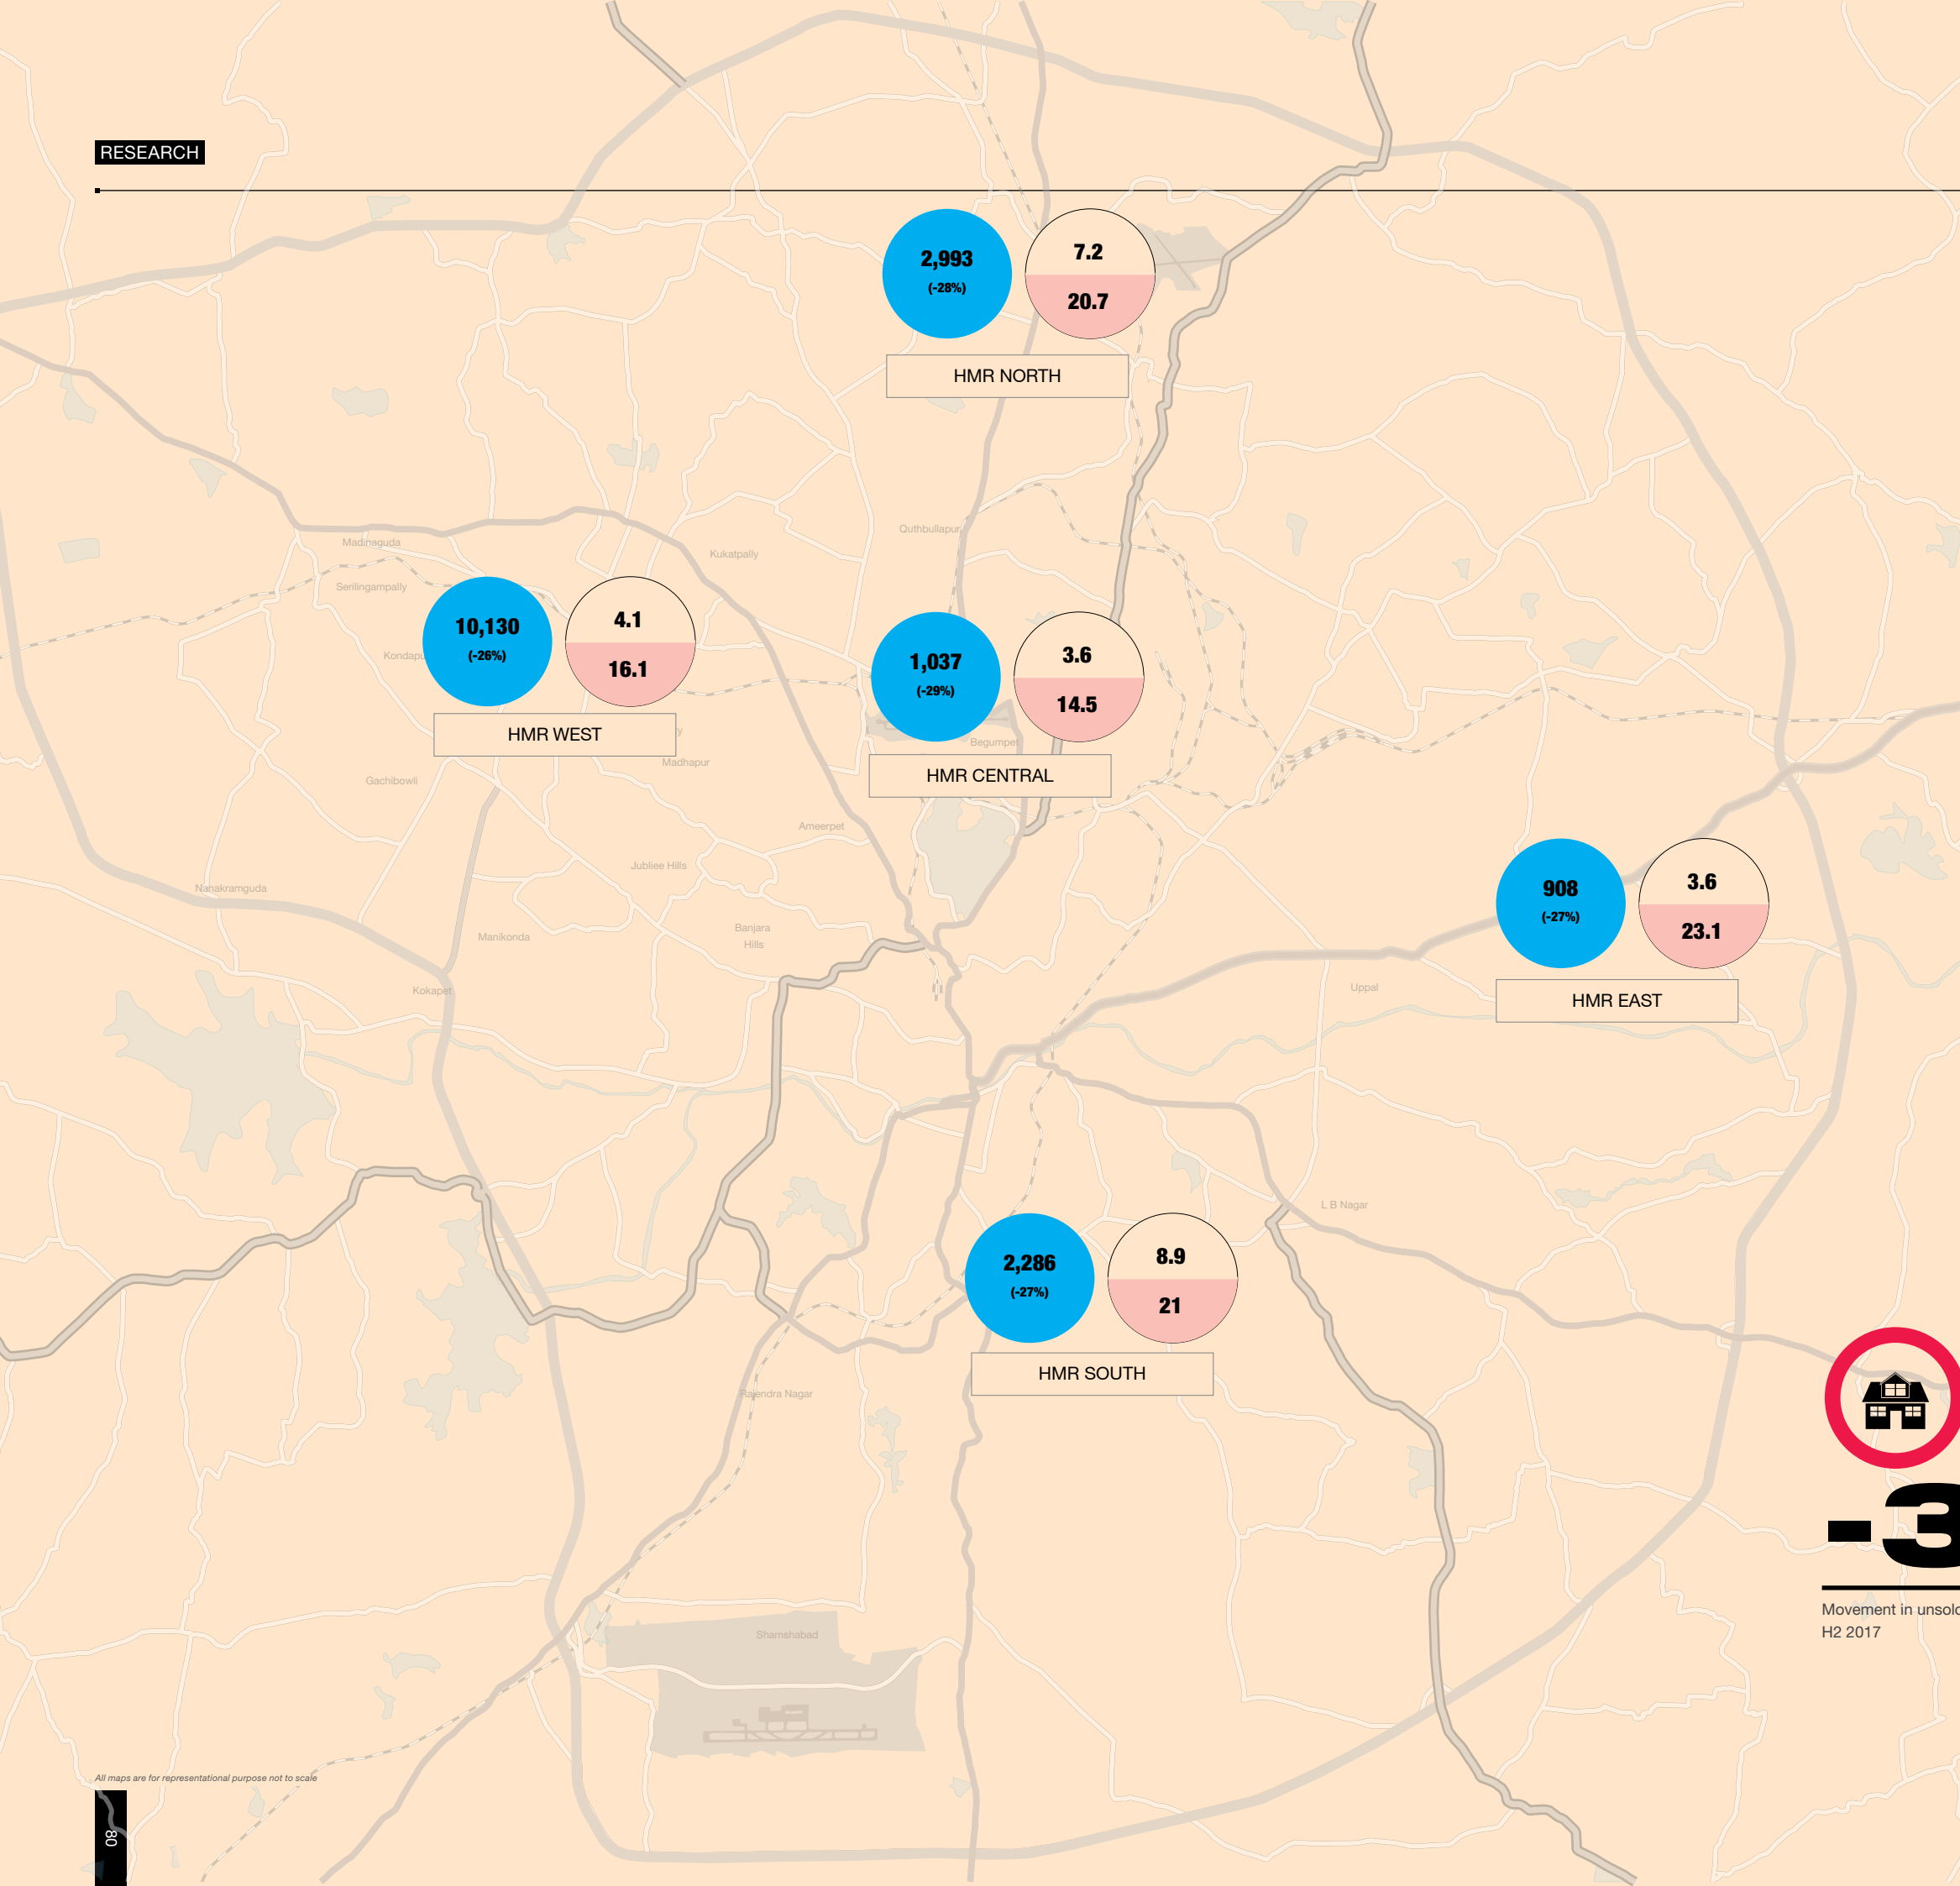 RESEARCH
2,993
(-28%)
7.2
20.7
HMR NORTH
Quthbullapur
Madinaguda
Kukatpally
Serilingampally
10,130
(-26%)
4.1
16.1
HMR WEST
1,037
(-29%)
3.6
14.5
Begumpet
HMR CENTRAL
Madhapur
Gachibowli
Ameerpet
Jubliee Hills
Nanakramguda
908
(-27%)
3.6
23.1
HMR EAST
Banjara
Hills
Manikonda
Kokapet
Uppal
L B Nagar
2,286
(-27%)
8.9
21
HMR SOUTH
Rajendra Nagar
-3
Movement in
H2 2017
Shamshabad
All maps are for representational purpose not to scale
80